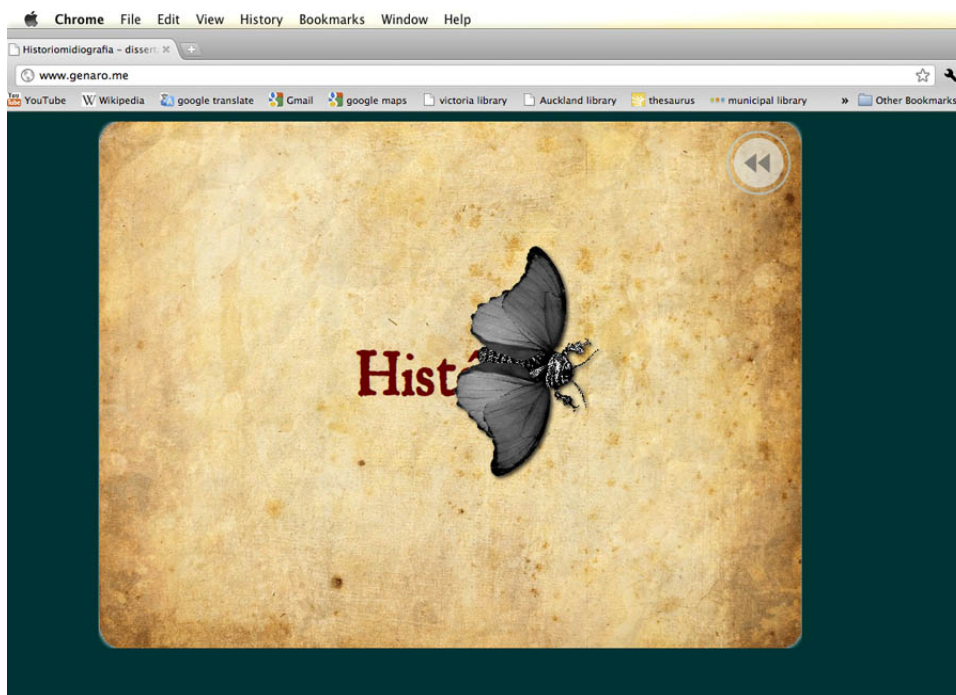 Chrome File Edit View History Bookmarks Window Help
Historiomidiografia – dissert
www.genaro.me
YouTube Wikipedia google translate Gmail google maps victoria library Auckland library thesaurus municipal library » Other Bookmarks
Hist